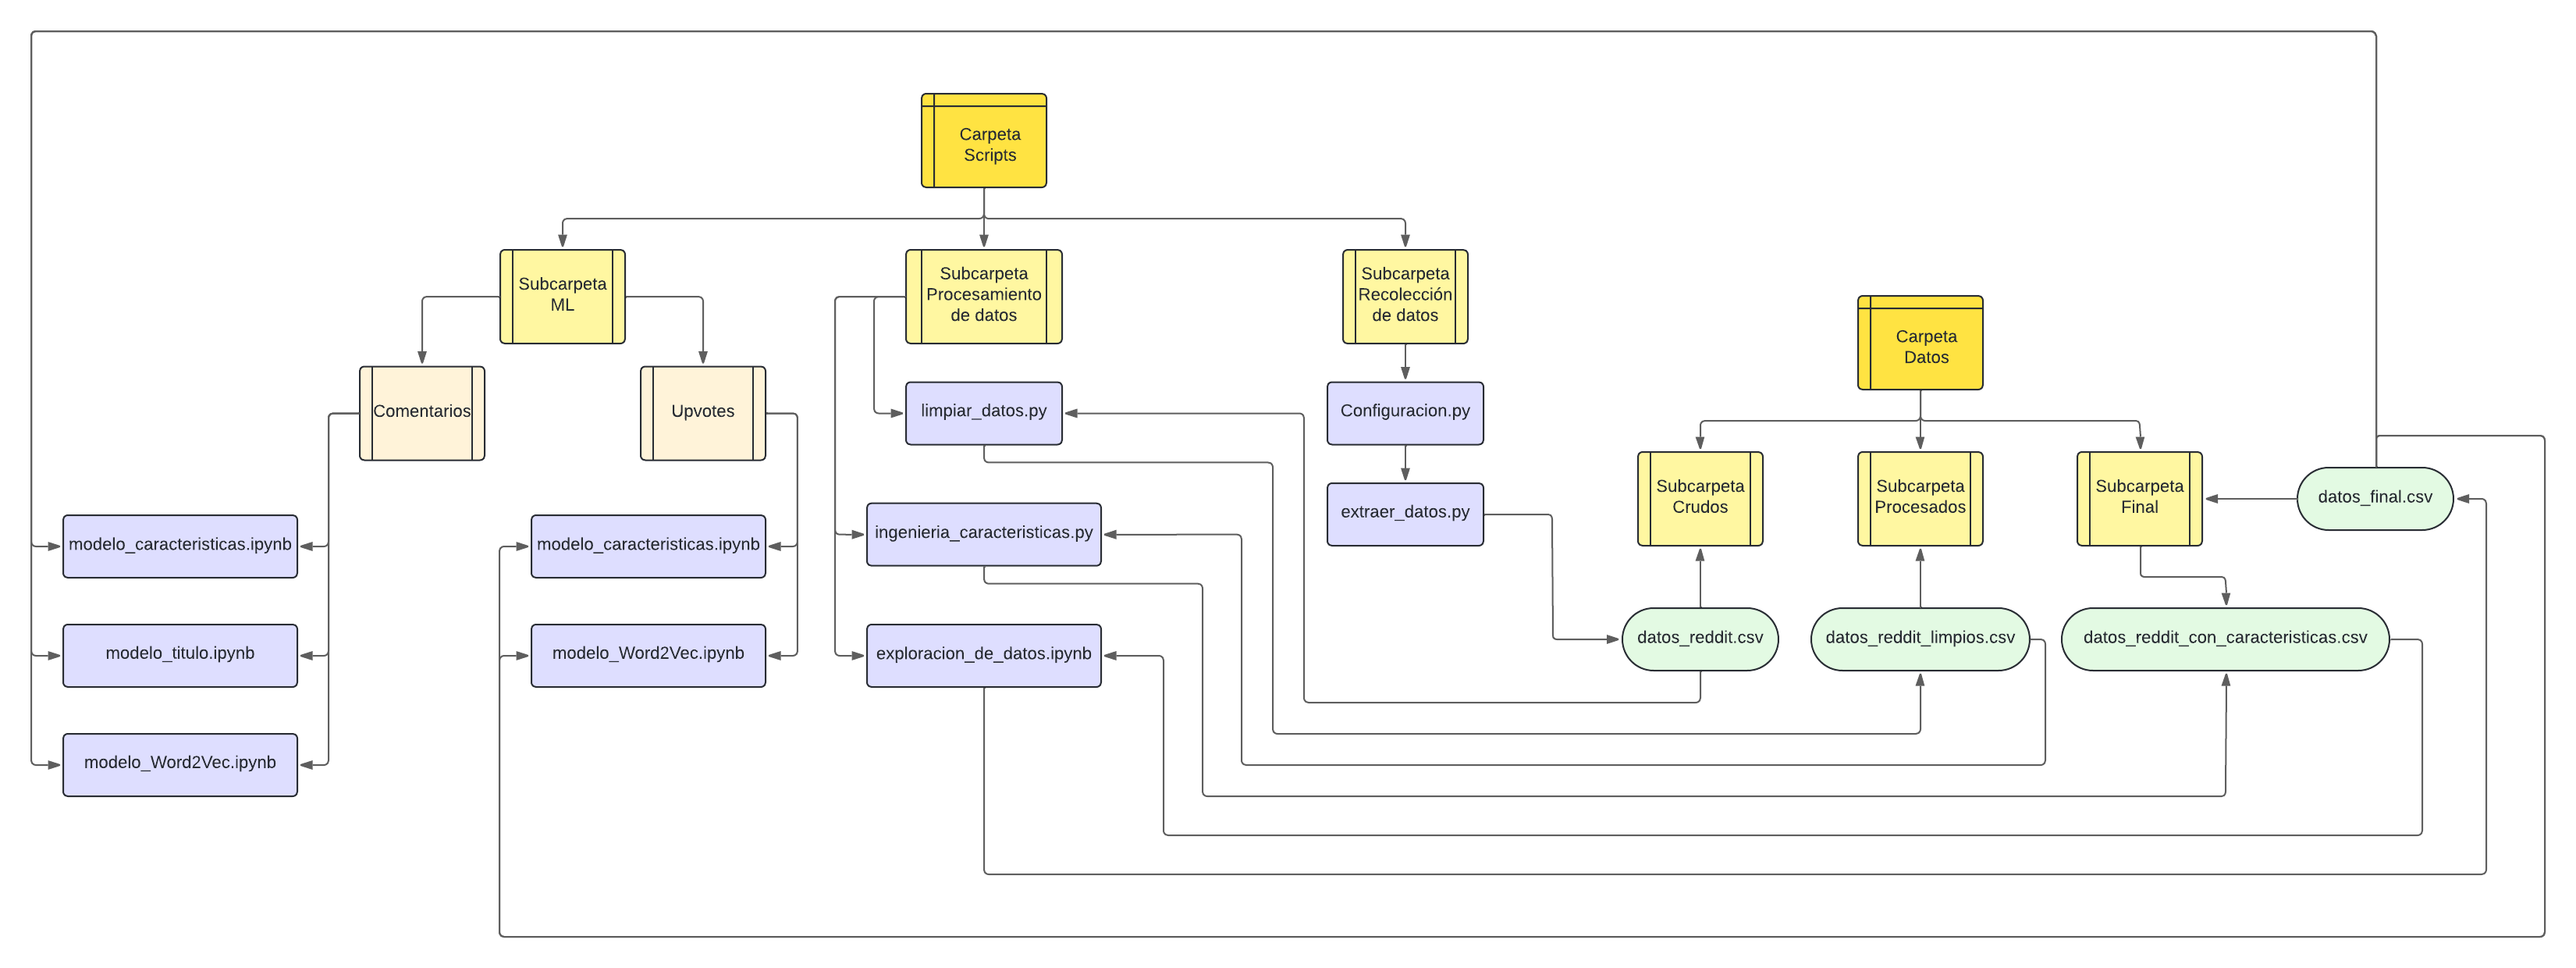 Carpeta
Scripts
Subcarpeta
ML
Subcarpeta
Procesamiento
de datos
Subcarpeta
Recolección
de datos
Carpeta
Datos
Comentarios
Upvotes
limpiar_datos.py
Configuracion.py
Subcarpeta
Crudos
Subcarpeta
Procesados
Subcarpeta
Final
datos_final.csv
extraer_datos.py
modelo_caracteristicas.ipynb
modelo_caracteristicas.ipynb
ingenieria_caracteristicas.py
modelo_titulo.ipynb
modelo_Word2Vec.ipynb
exploracion_de_datos.ipynb
datos_reddit.csv
datos_reddit_limpios.csv
datos_reddit_con_caracteristicas.csv
modelo_Word2Vec.ipynb